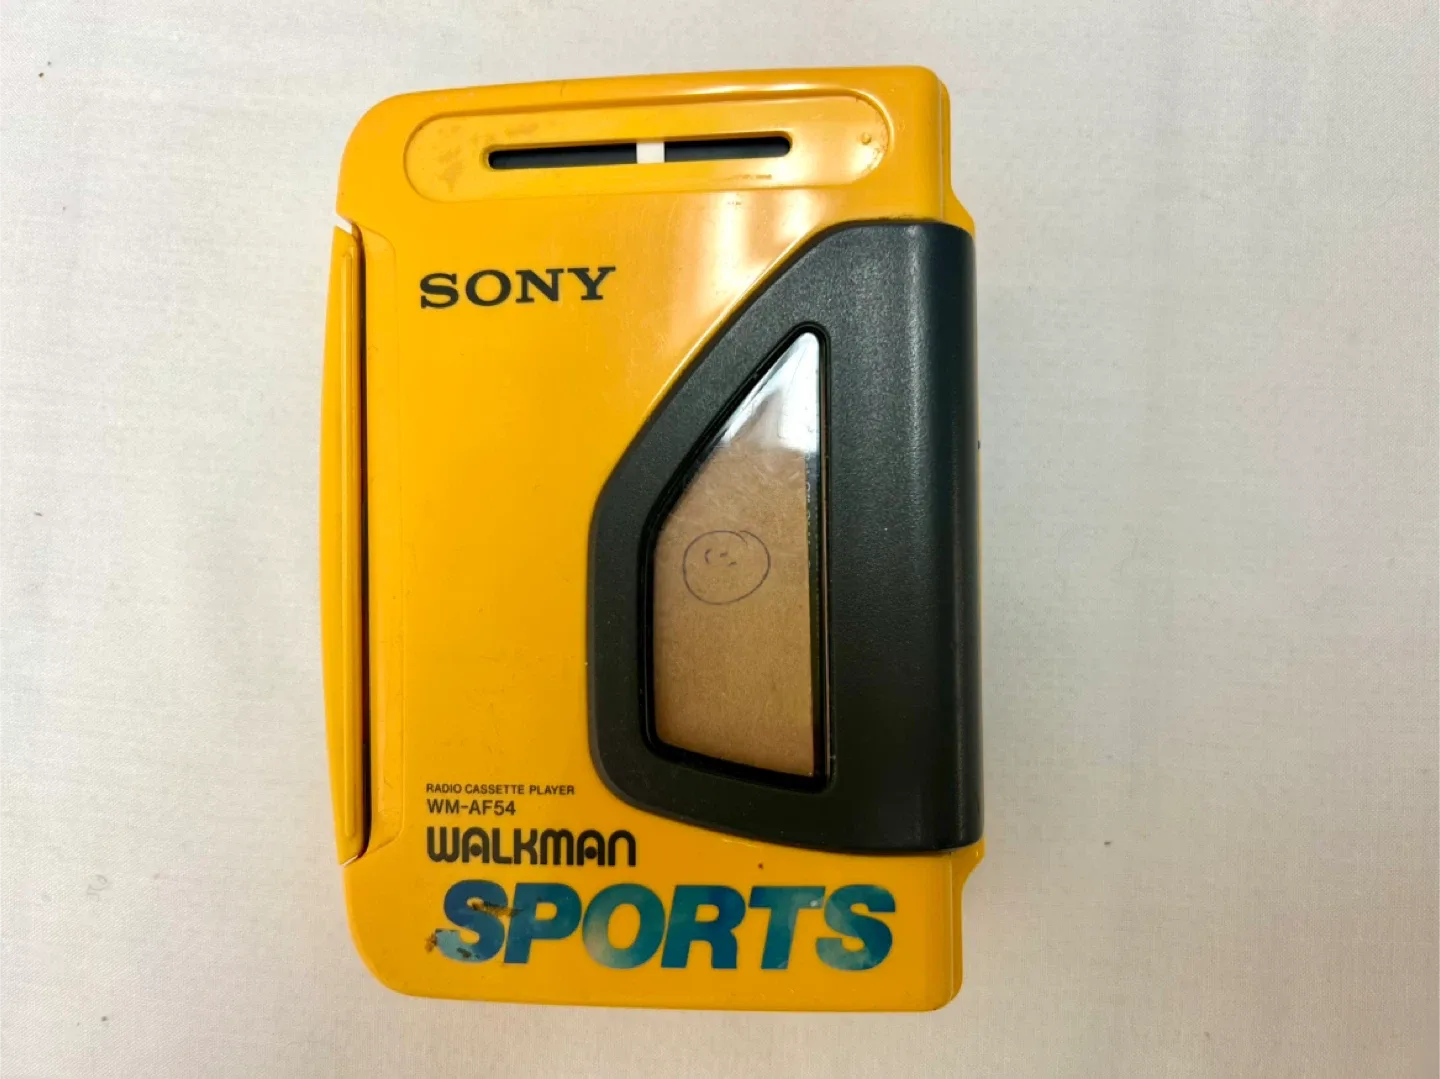 SONY
RADIO CASSETTE PLAYER
WM-AF54
WALKMAN
SPORTS